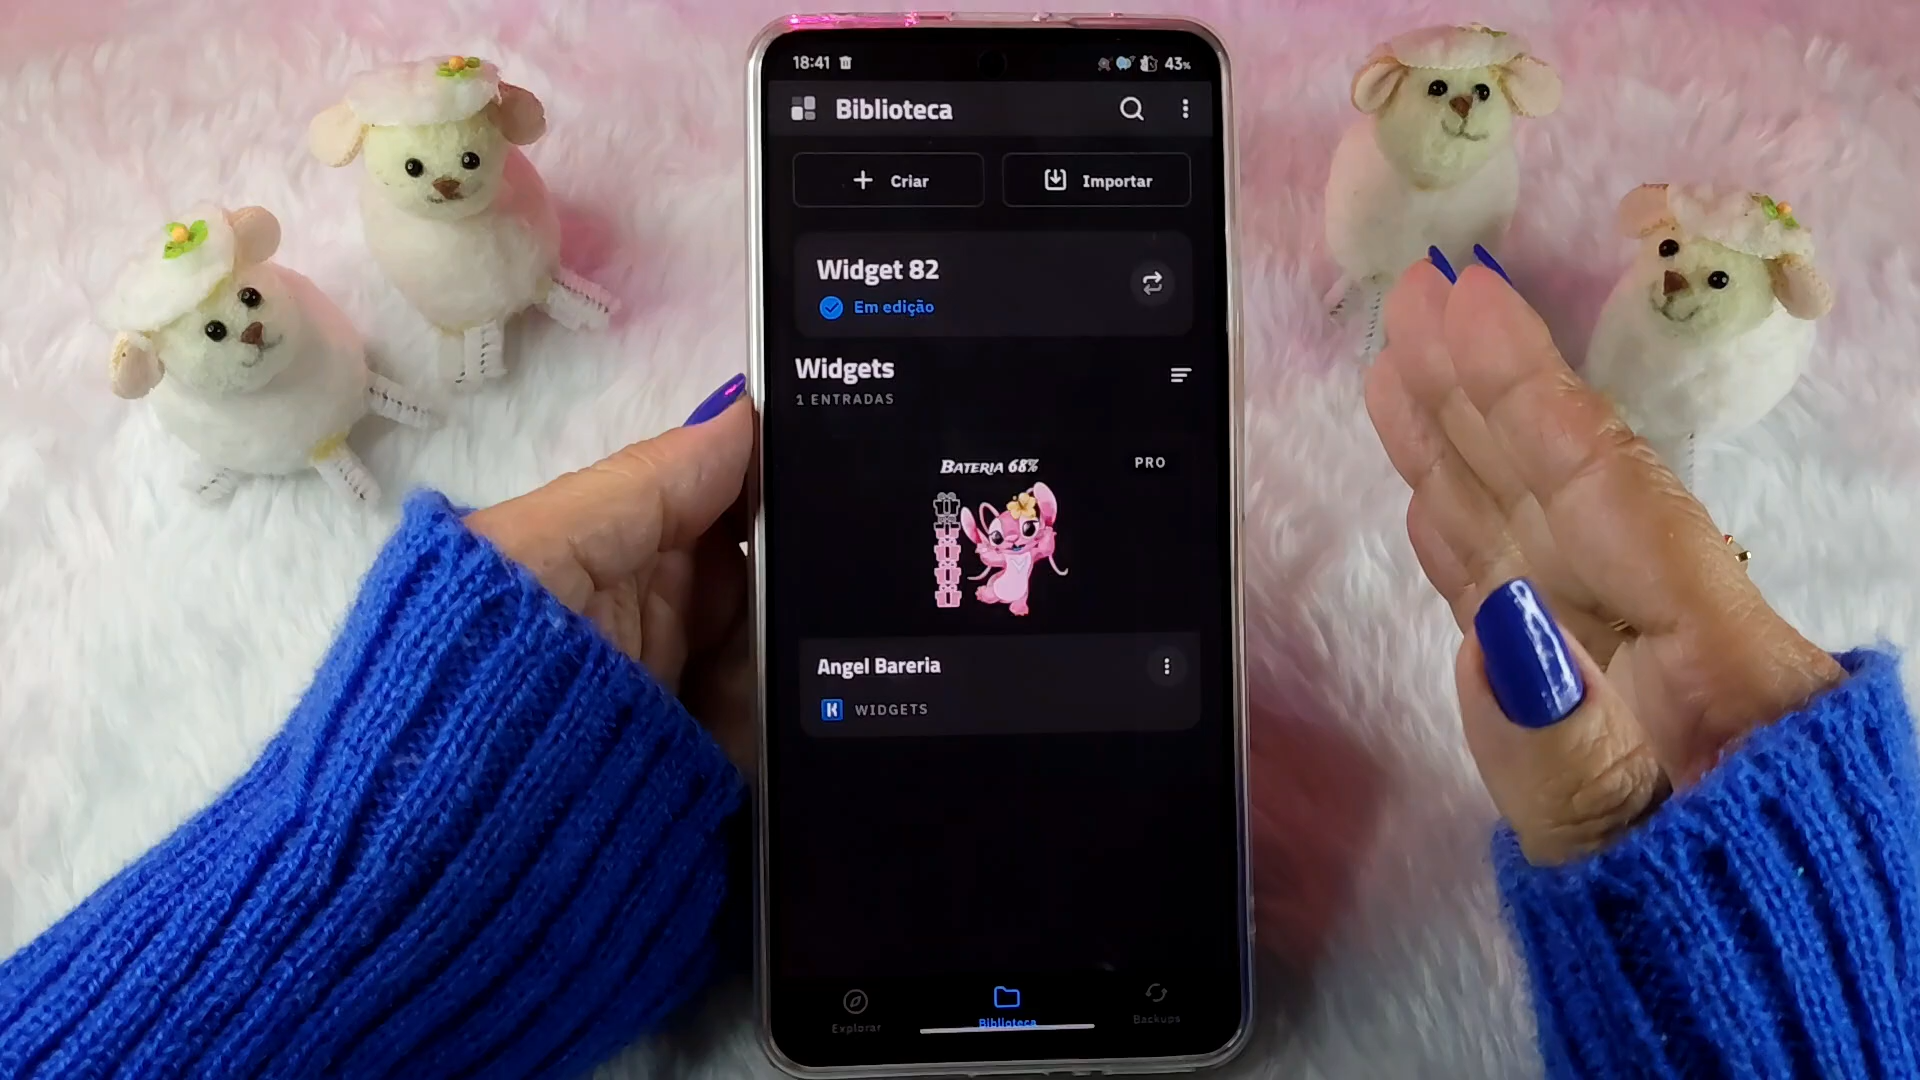 18:41
43%
Biblioteca
Criar
Importar
Widget 82
Em edição
Widgets
1 ENTRADAS
BATERIA 68%
PRO
Angel Bareria
K WIDGETS
Explorar
Biblioteca
Backups